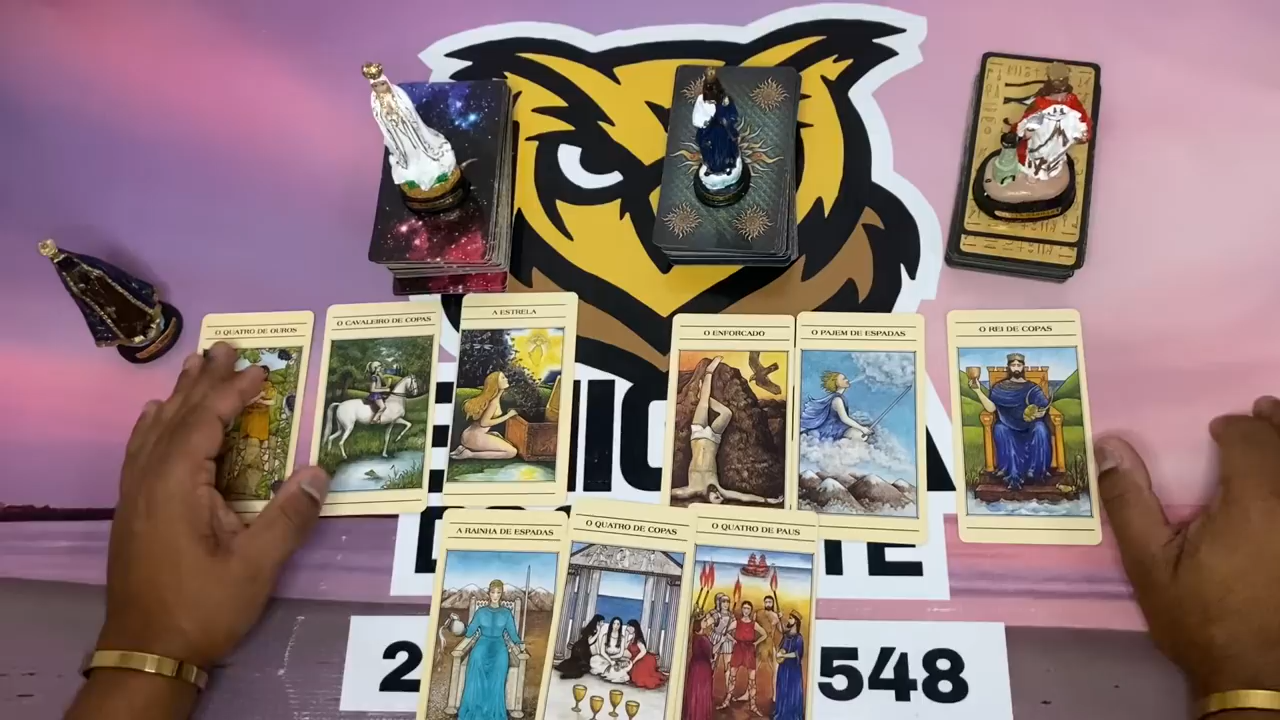 O QUATRO DE OUROS
O CAVALEIRO DE COPAS
A ESTRELA
O ENFORCADO
O PAJEM DE ESPADAS
O REI DE COPAS
A RAINHA DE ESPADAS
O QUATRO DE COPAS
O QUATRO DE PAUS
2
548